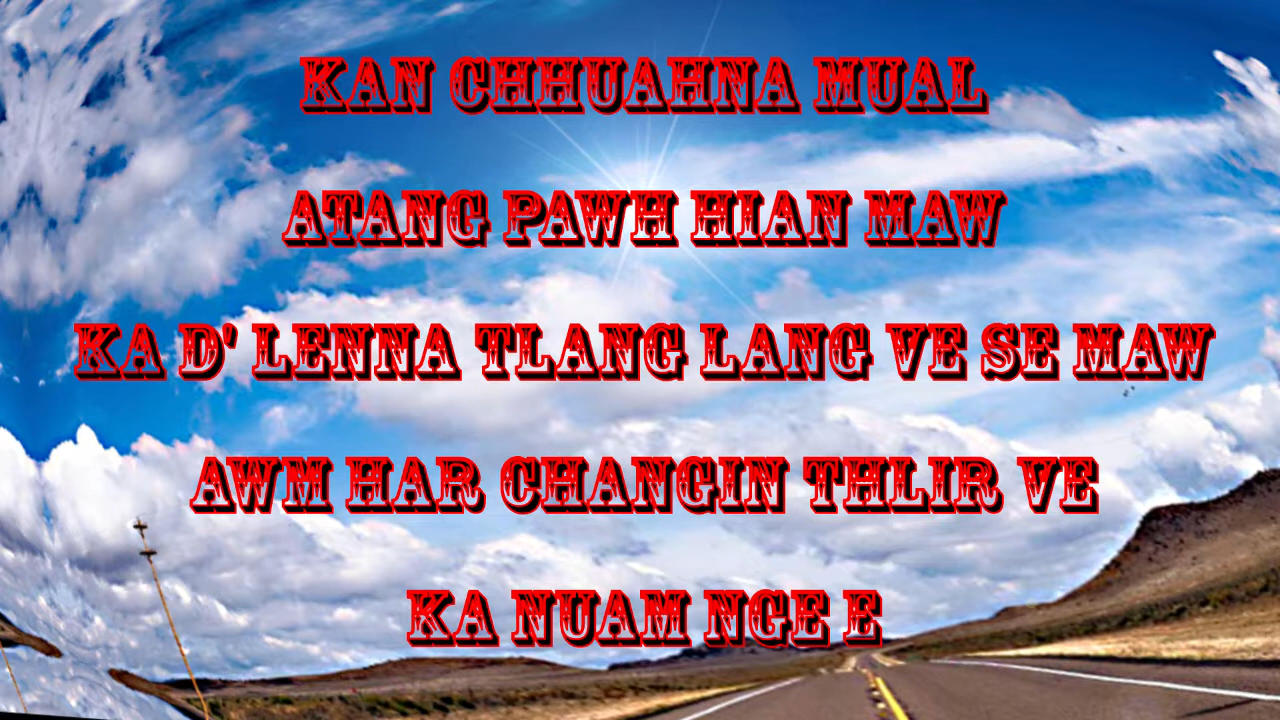 KAN CHHUAHNA MUAL
ATANG PAWH HIAN MAW
KA D' LENNA TLANG LANG VE SE MAW
AWM HAR CHANGIN THLIR VE
KA NUAM NGE E